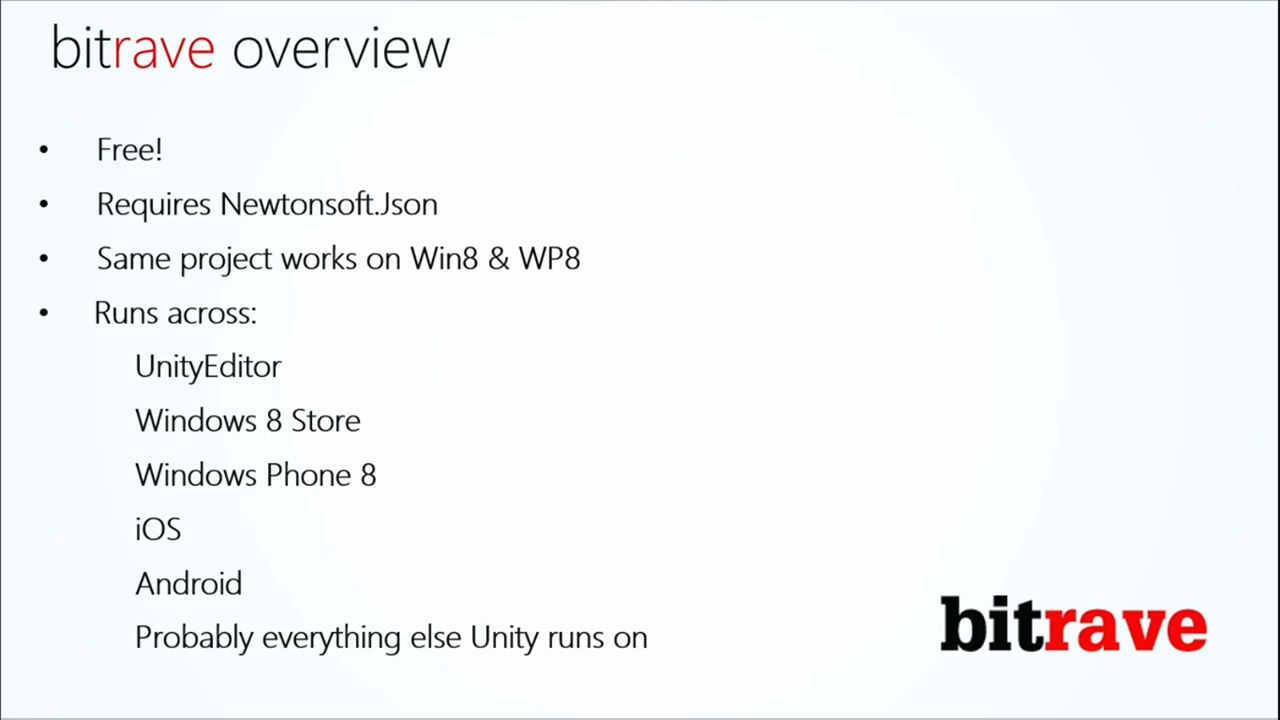 bitrave overview
• Free!
• Requires Newtonsoft.Json
• Same project works on Win8 & WP8
• Runs across:
UnityEditor
Windows 8 Store
Windows Phone 8
iOS
Android
Probably everything else Unity runs on
bitrave